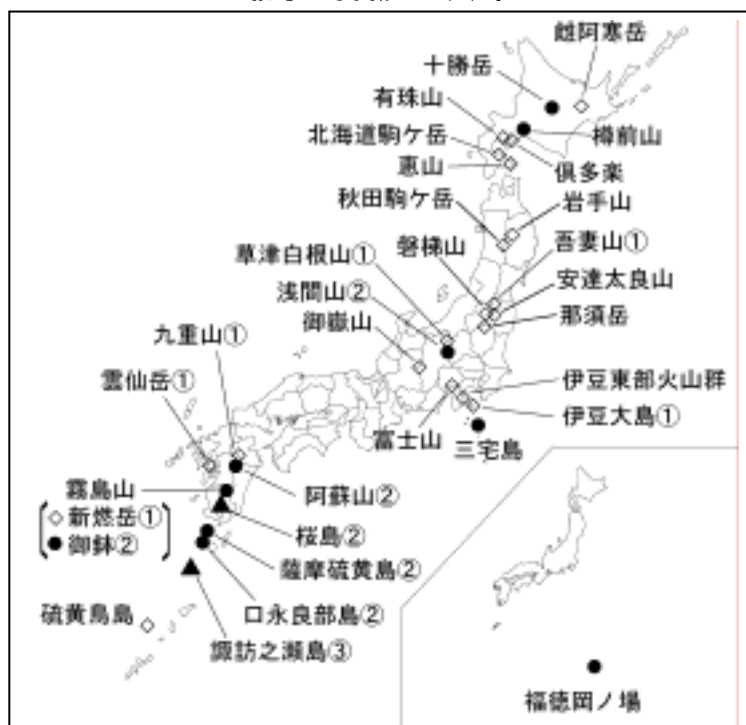 雌阿寒岳
十勝岳
有珠山
北海道駒ケ岳
樽前山
恵山
倶多楽
秋田駒ケ岳
岩手山
磐梯山
吾妻山①
草津白根山①
安達太良山
浅間山②
那須岳
御嶽山
九重山①
雲仙岳①
伊豆東部火山群
伊豆大島①
富士山
三宅島
霧島山
阿蘇山②
新燃岳①
御鉢②
桜島②
薩摩硫黄島②
硫黄鳥島
口永良部島②
諏訪之瀬島③
福徳岡ノ場